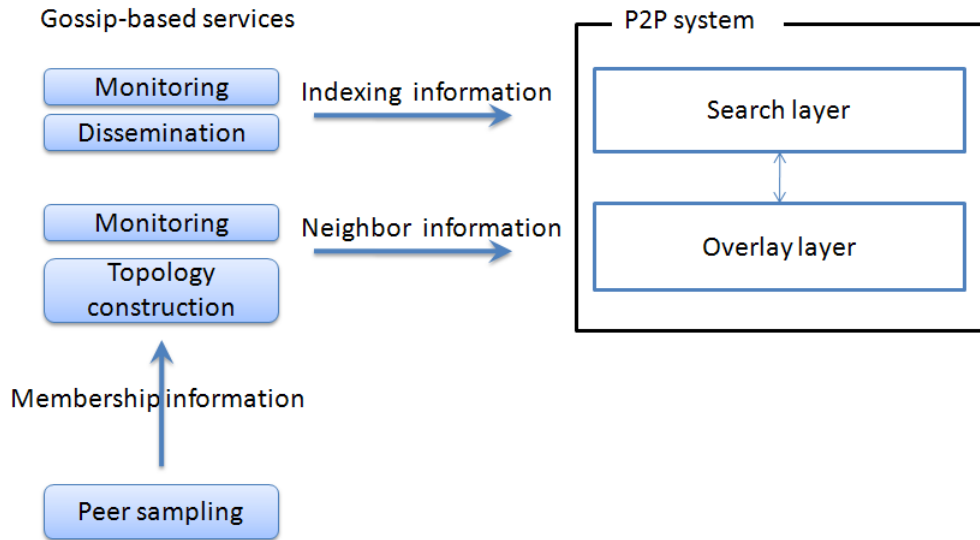 Gossip-based services
P2P system
Monitoring
Dissemination
Indexing information
Search layer
Monitoring
Topology
construction
Neighbor information
Overlay layer
Membership information
Peer sampling